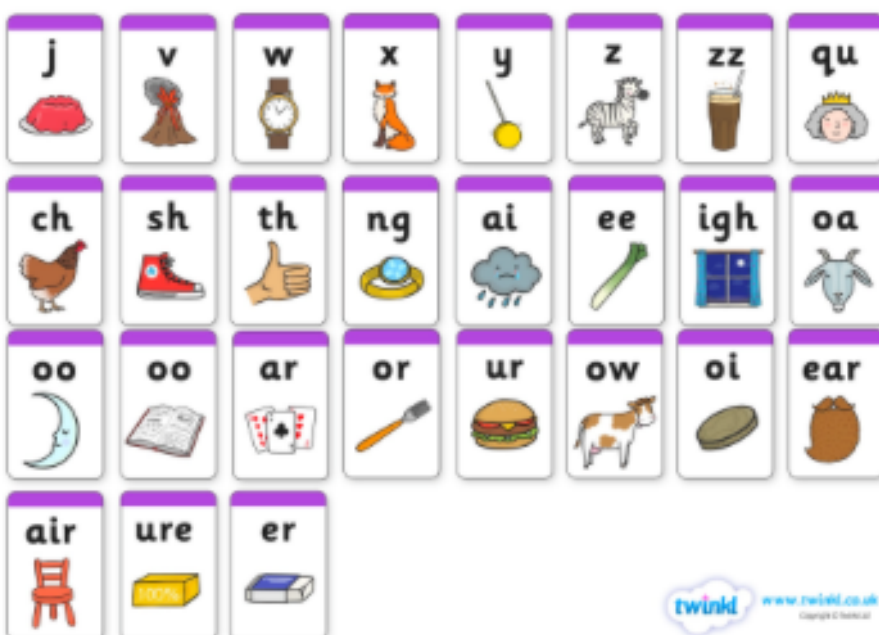 j v w x y z zz qu
ch sh th ng ai ee igh oa
oo oo ar or ur ow oi ear
air ure er
100%
twinkl www.twinkl.co.uk